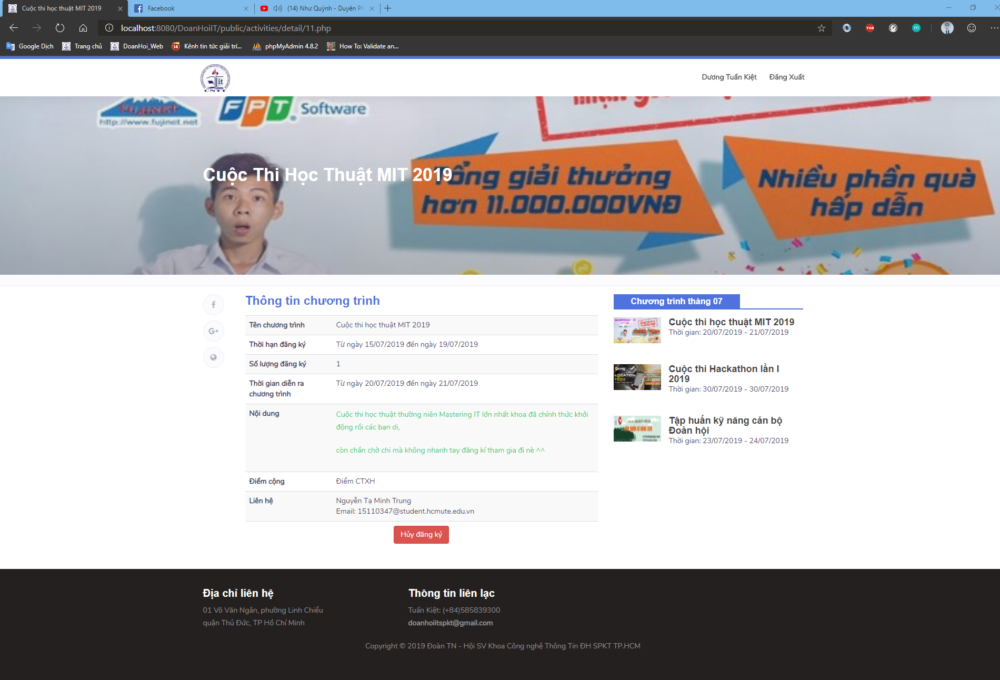 Cuộc thi học thuật MIT 2019
Facebook
(14) Như Quỳnh - Duyên Ph
localhost:8080/DoanHoiIT/public/activities/detail/11.php
YAB
m
Google Dịch
Trang chủ
DoanHoi_Web
14
Kênh tin tức giải trí...
phpMyAdmin 4.8.2
How To: Validate an...
it
CNTT
Dương Tuấn Kiệt
Đăng Xuất
FUJINET
http://www.fujinet.net
FPT Software
Cuộc Thi Học Thuật MIT 2019
Tổng giải thưởng
hơn 11.000.000VNĐ
Nhiều phần quà
hấp dẫn
Thông tin chương trình
Tên chương trình
Cuộc thi học thuật MIT 2019
Thời hạn đăng ký
Từ ngày 15/07/2019 đến ngày 19/07/2019
Số lượng đăng ký
1
Thời gian diễn ra
chương trình
Từ ngày 20/07/2019 đến ngày 21/07/2019
Nội dung
Cuộc thi học thuật thường niên Mastering IT lớn nhất khoa đã chính thức khởi
động rồi các bạn ơi,
còn chần chờ chi mà không nhanh tay đăng kí tham gia đi nè ^^
Điểm cộng
Điểm CTXH
Liên hệ
Nguyễn Tạ Minh Trung
Email: 15110347@student.hcmute.edu.vn
Hủy đăng ký
Chương trình tháng 07
Cuộc thi học thuật MIT 2019
Thời gian: 20/07/2019 - 21/07/2019
LOCATION
TECH
Cuộc thi Hackathon lần I
2019
Thời gian: 30/07/2019 - 30/07/2019
Tập huấn kỹ năng cán bộ
Đoàn hội
Thời gian: 23/07/2019 - 24/07/2019
Địa chỉ liên hệ
01 Võ Văn Ngân, phường Linh Chiểu
quận Thủ Đức, TP Hồ Chí Minh
Thông tin liên lạc
Tuấn Kiệt: (+84)585839300
doanhoiitspkt@gmail.com
Copyright © 2019 Đoàn TN - Hội SV Khoa Công nghệ Thông Tin ĐH SPKT TP.HCM